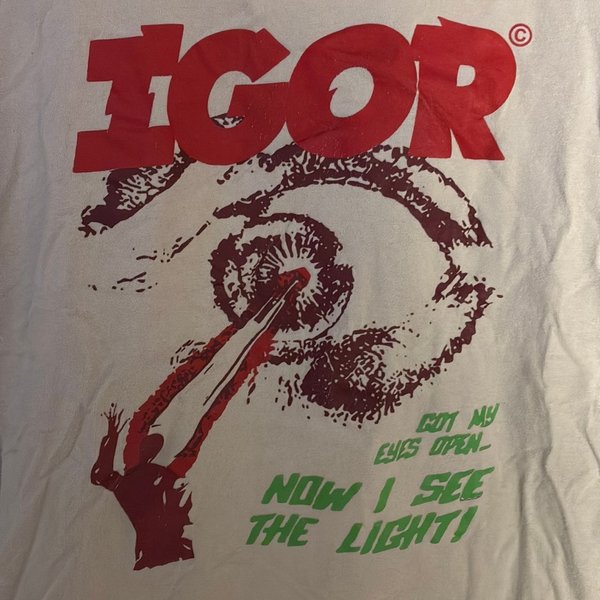 IGOR©
GOT MY
EYES OPEN_
NOW I SEE
THE LIGHT!